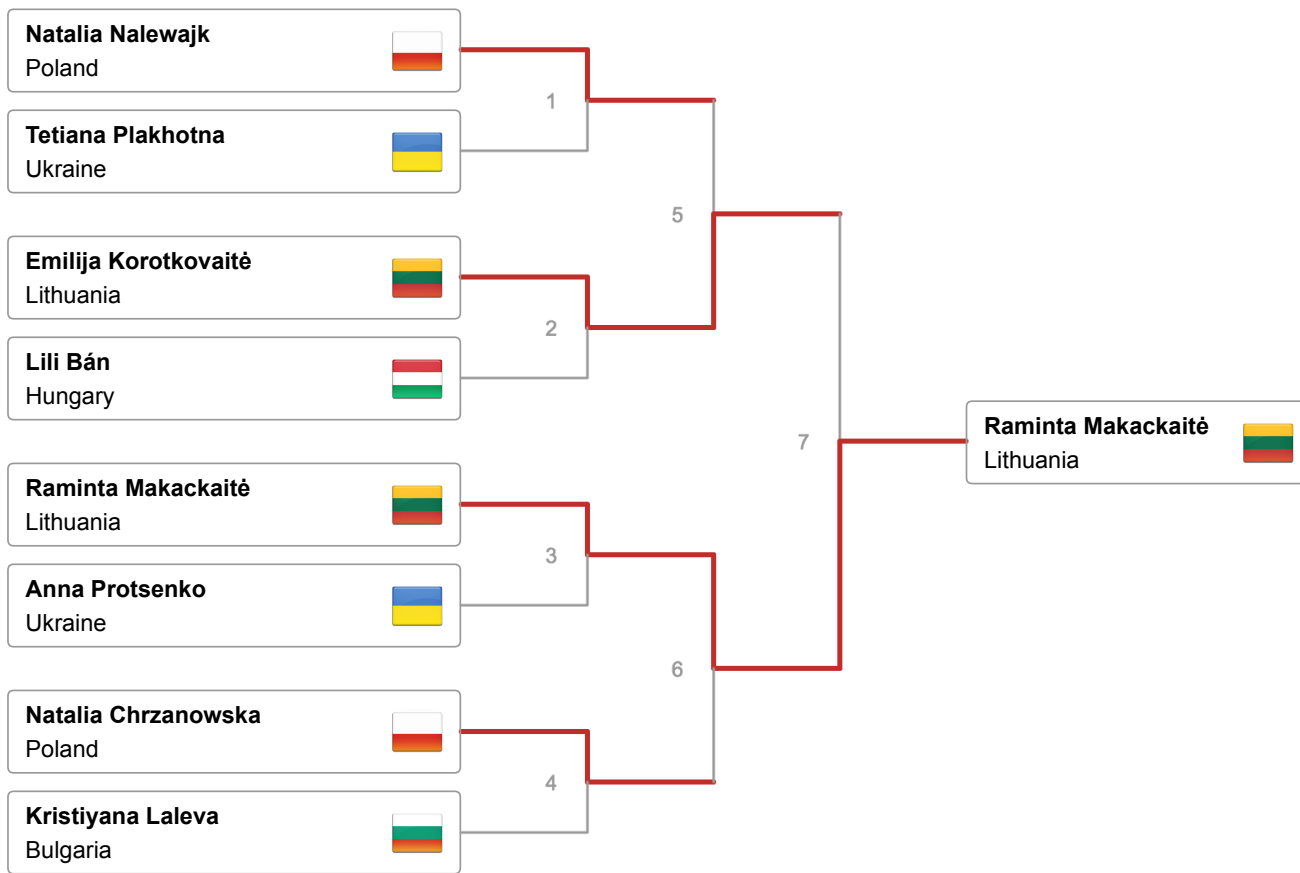 Natalia Nalewajk
Poland
1
Tetiana Plakhotna
Ukraine
5
Emilija Korotkovaitė
Lithuania
2
Lili Bán
Hungary
7
Raminta Makackaitė
Lithuania
Raminta Makackaitė
Lithuania
3
Anna Protsenko
Ukraine
6
Natalia Chrzanowska
Poland
4
Kristiyana Laleva
Bulgaria